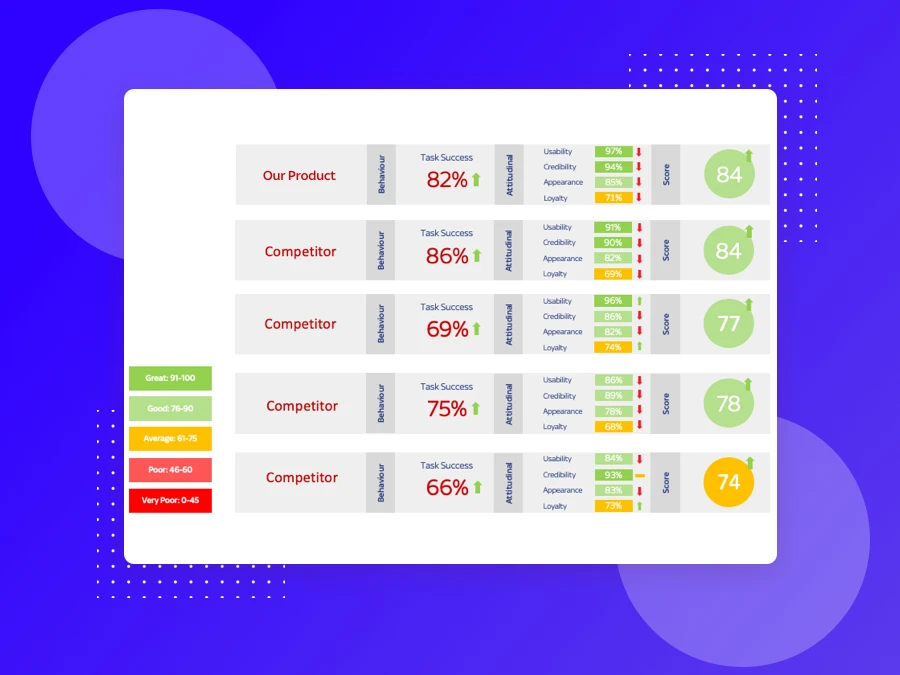 Our Product
Behaviour
Task Success
82%
Attitudinal
Usability 97%
Credibility 94%
Appearance 85%
Loyalty 71%
Score
84
Competitor
Behaviour
Task Success
86%
Attitudinal
Usability 91%
Credibility 90%
Appearance 82%
Loyalty 69%
Score
84
Competitor
Behaviour
Task Success
69%
Attitudinal
Usability 96%
Credibility 86%
Appearance 82%
Loyalty 74%
Score
77
Competitor
Behaviour
Task Success
75%
Attitudinal
Usability 86%
Credibility 89%
Appearance 78%
Loyalty 68%
Score
78
Competitor
Behaviour
Task Success
66%
Attitudinal
Usability 84%
Credibility 93%
Appearance 83%
Loyalty 73%
Score
74
Great: 91-100
Good: 76-90
Average: 61-75
Poor: 46-60
Very Poor: 0-45